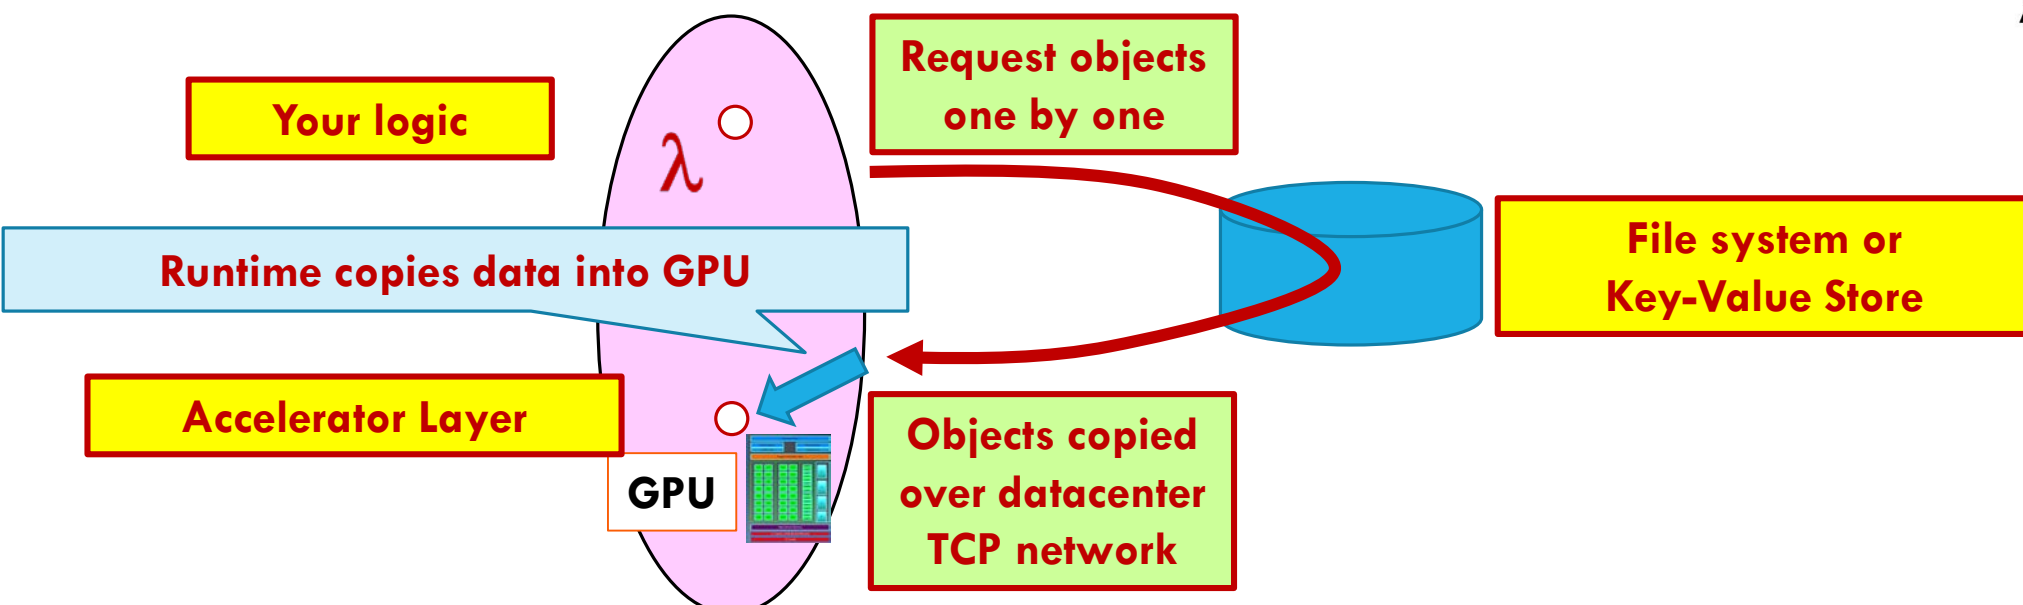 Request objects
one by one
Your logic
λ
Runtime copies data into GPU
File system or
Key-Value Store
Accelerator Layer
Objects copied
over datacenter
TCP network
GPU